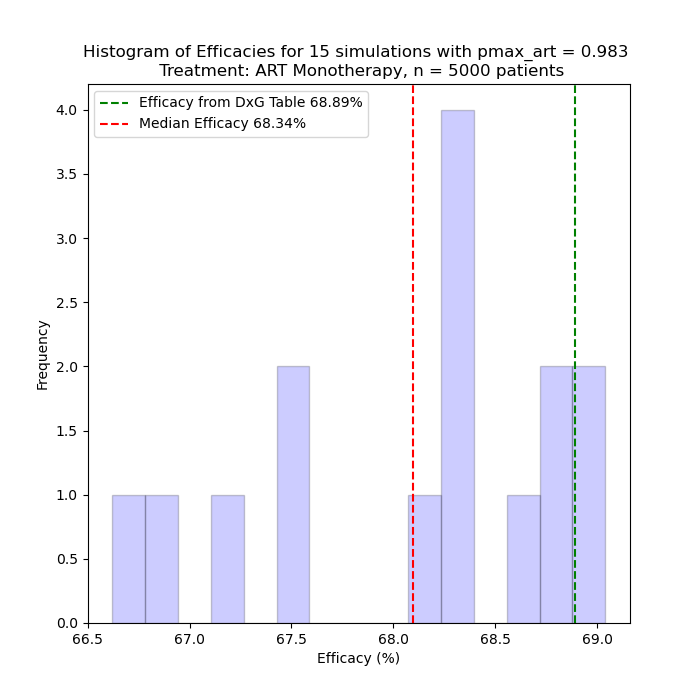 Histogram of Efficacies for 15 simulations with pmax_art = 0.983
Treatment: ART Monotherapy, n = 5000 patients
Efficacy from DxG Table 68.89%
Median Efficacy 68.34%
4.0
3.5
3.0
2.5
2.0
1.5
1.0
0.5
0.0
Frequency
66.5 67.0 67.5 68.0 68.5 69.0
Efficacy (%)